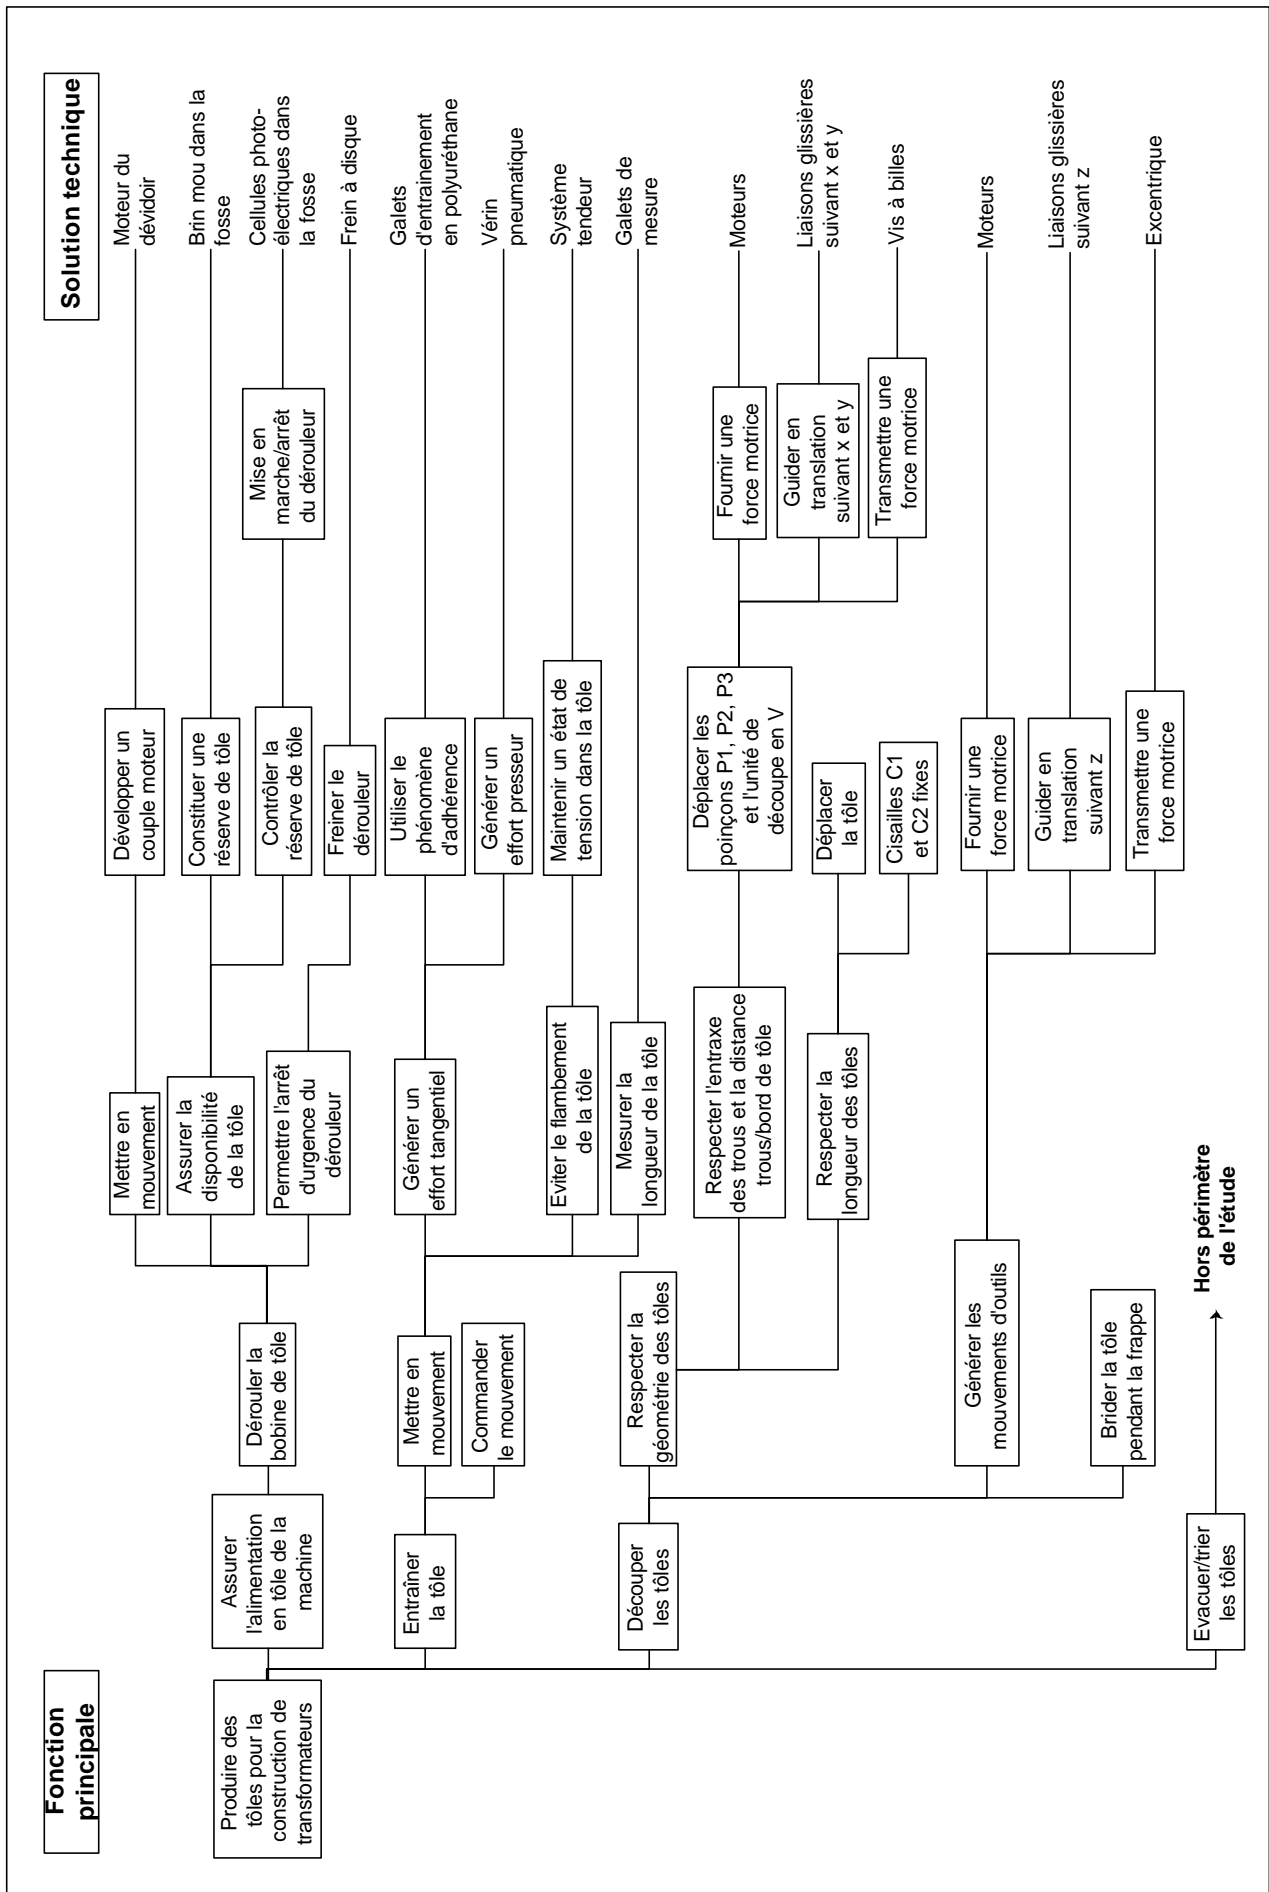 Fonction
principale
Solution technique
Produire des
tôles pour la
construction de
transformateurs
Assurer
l'alimentation
en tôle de la
machine
Dérouler la
bobine de tôle
Mettre en
mouvement
Développer un
couple moteur
Moteur du
dévidoir
Assurer la
disponibilité
de la tôle
Constituer une
réserve de tôle
Brin mou dans la
fosse
Contrôler la
réserve de tôle
Mise en
marche/arrêt
du dérouleur
Cellules photo-
électriques dans
la fosse
Permettre l'arrêt
d'urgence du
dérouleur
Freiner le
dérouleur
Frein à disque
Entraîner
la tôle
Mettre en
mouvement
Générer un
effort tangentiel
Utiliser le
phénomène
d'adhérence
Galets
d'entrainement
en polyuréthane
Générer un
effort presseur
Vérin
pneumatique
Eviter le flambement
de la tôle
Maintenir un état de
tension dans la tôle
Système
tendeur
Mesurer la
longueur de la tôle
Galets de
mesure
Commander
le mouvement
Découper
les tôles
Respecter la
géométrie des tôles
Respecter l'entraxe
des trous et la distance
trous/bord de tôle
Déplacer les
poinçons P1, P2, P3
et l'unité de
découpe en V
Fournir une
force motrice
Moteurs
Guider en
translation
suivant x et y
Liaisons glissières
suivant x et y
Transmettre une
force motrice
Vis à billes
Respecter la
longueur des tôles
Déplacer
la tôle
Cisailles C1
et C2 fixes
Générer les
mouvements d'outils
Fournir une
force motrice
Moteurs
Guider en
translation
suivant z
Liaisons glissières
suivant z
Transmettre une
force motrice
Excentrique
Brider la tôle
pendant la frappe
Evacuer/trier
les tôles
Hors périmètre
de l'étude